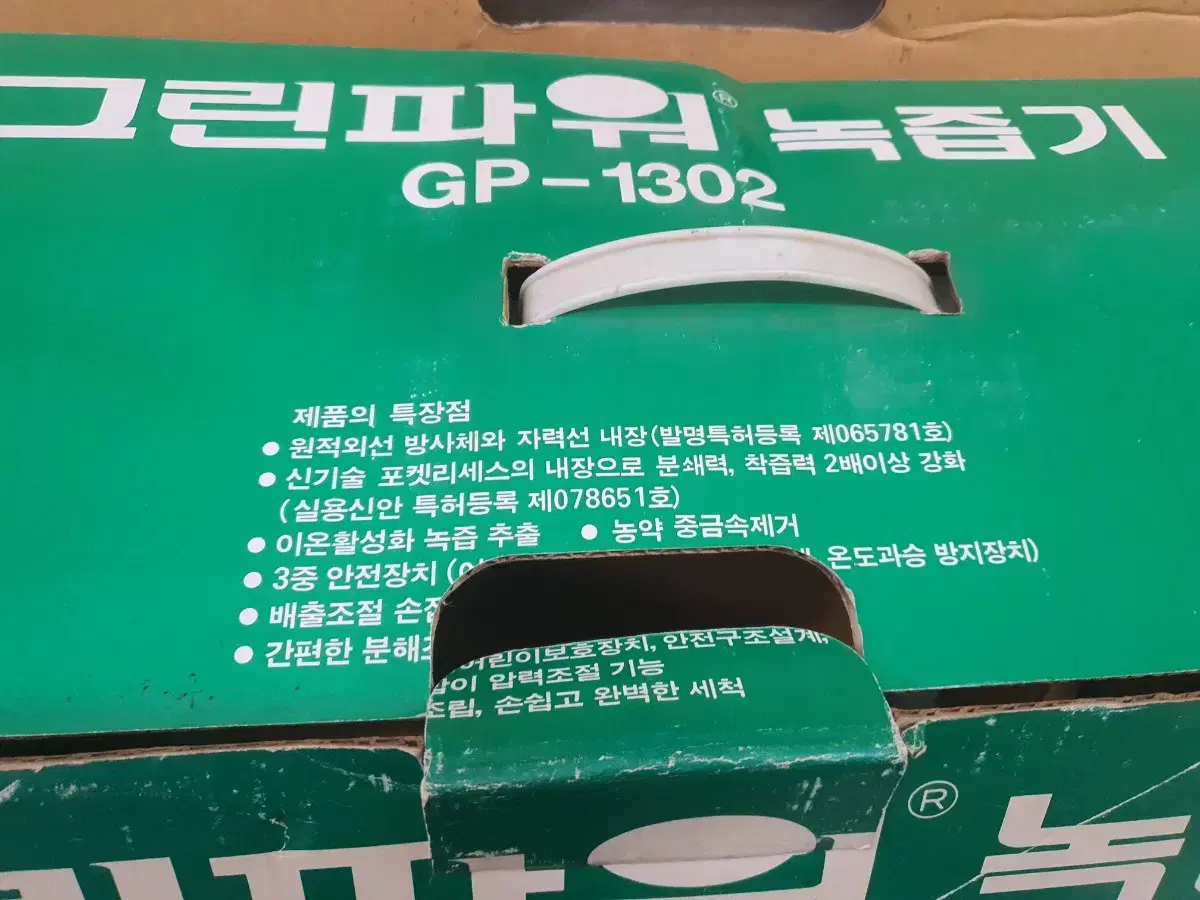 그린파워® 녹즙기
GP-1302
제품의 특장점
● 원적외선 방사체와 자력선 내장(발명특허등록 제065781호)
● 신기술 포켓리세스의 내장으로 분쇄력, 착즙력 2배이상 강화
(실용신안 특허등록 제078651호)
● 이온활성화 녹즙 추출 ● 농약 중금속제거
● 3중 안전장치 ( 온도과승 방지장치)
● 배출조절
● 간편한
어린이보호장치, 안전구조설계,
압력조절 기능
손쉽고 완벽한 세척
®